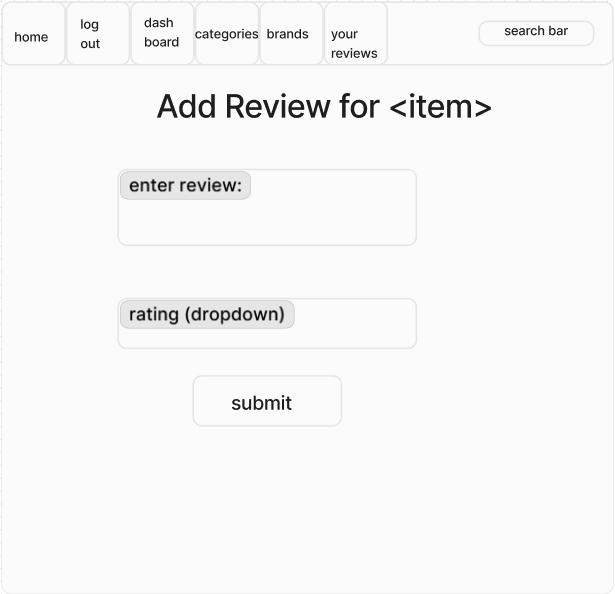 home
log
out
dash
board
categories
brands
your
reviews
search bar
Add Review for <item>
enter review:
rating (dropdown)
submit